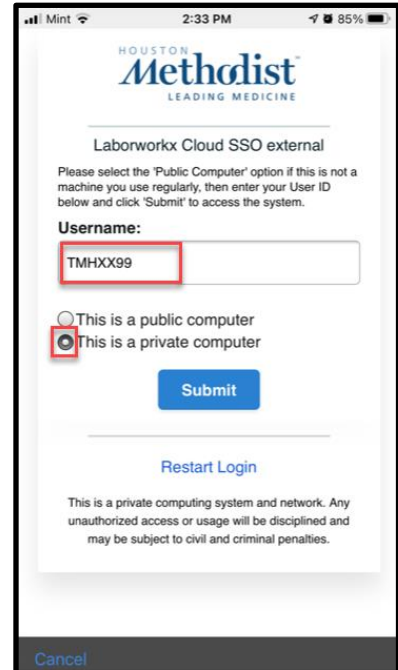 Mint 2:33 PM 85%
HOUSTON
Methodist
LEADING MEDICINE
Laborworkx Cloud SSO external
Please select the 'Public Computer' option if this is not a
machine you use regularly, then enter your User ID
below and click 'Submit' to access the system.
Username:
TMHXX99
This is a public computer
This is a private computer
Submit
Restart Login
This is a private computing system and network. Any
unauthorized access or usage will be disciplined and
may be subject to civil and criminal penalties.
Cancel